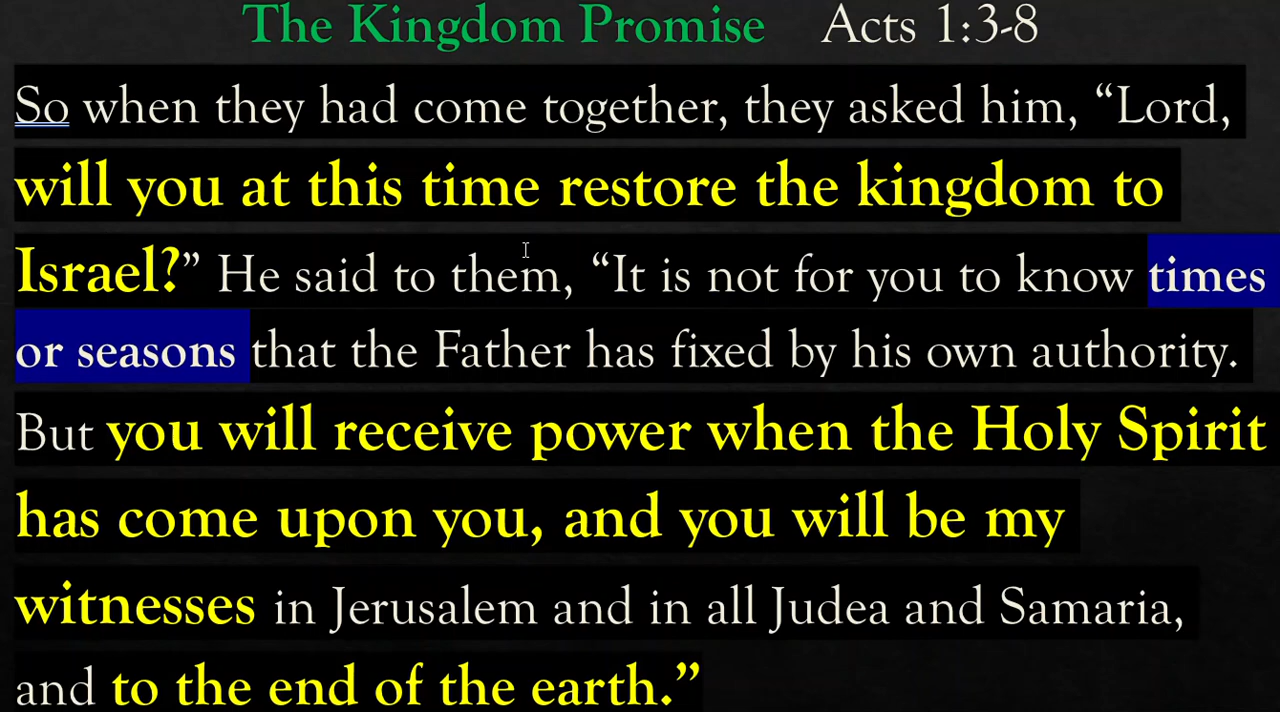 The Kingdom Promise Acts 1:3-8
So when they had come together, they asked him, “Lord,
will you at this time restore the kingdom to
Israel?” He said to them, “It is not for you to know times
or seasons that the Father has fixed by his own authority.
But you will receive power when the Holy Spirit
has come upon you, and you will be my
witnesses in Jerusalem and in all Judea and Samaria,
and to the end of the earth.”